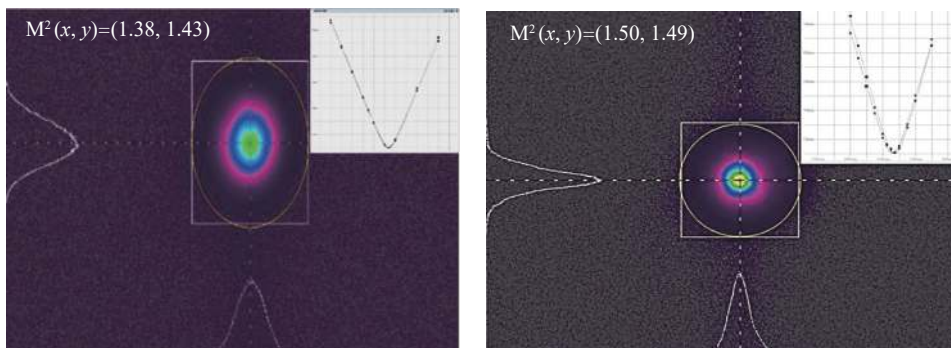 M²(x, y)=(1.38, 1.43)
M²(x, y)=(1.50, 1.49)